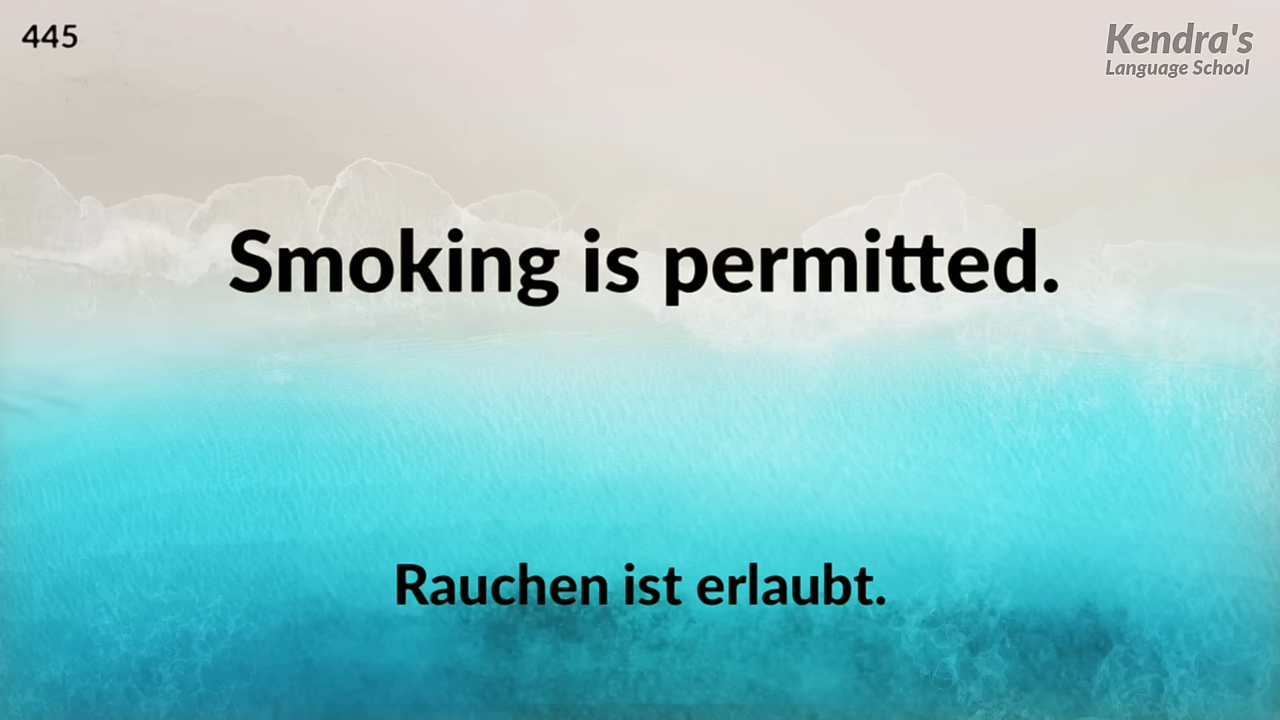 445
Kendra's
Language School
Smoking is permitted.
Rauchen ist erlaubt.